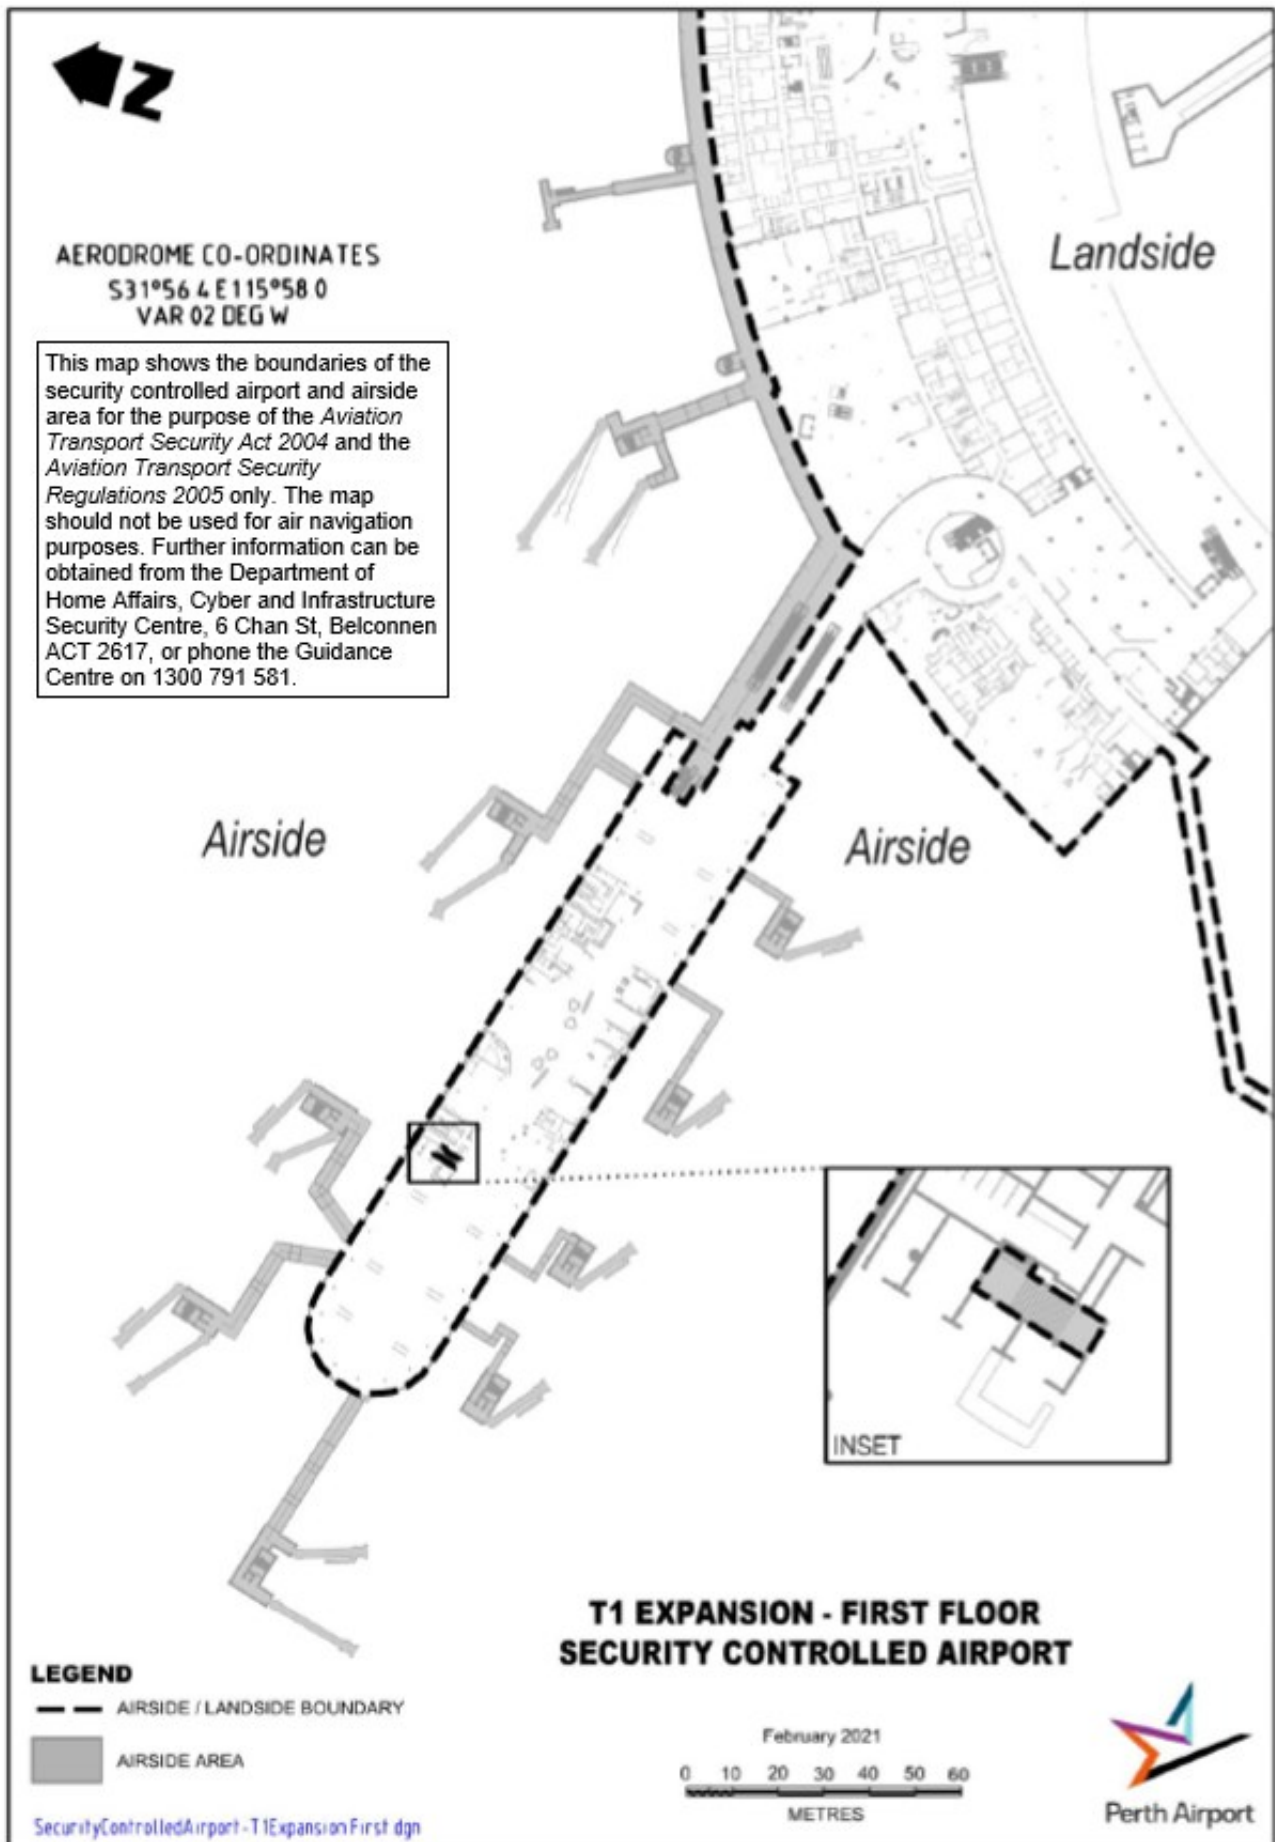 N
AERODROME CO-ORDINATES
S31°56 4 E115°58 0
VAR 02 DEG W
This map shows the boundaries of the
security controlled airport and airside
area for the purpose of the Aviation
Transport Security Act 2004 and the
Aviation Transport Security
Regulations 2005 only. The map
should not be used for air navigation
purposes. Further information can be
obtained from the Department of
Home Affairs, Cyber and Infrastructure
Security Centre, 6 Chan St, Belconnen
ACT 2617, or phone the Guidance
Centre on 1300 791 581.
Landside
Airside
Airside
INSET
T1 EXPANSION - FIRST FLOOR
SECURITY CONTROLLED AIRPORT
LEGEND
AIRSIDE / LANDSIDE BOUNDARY
AIRSIDE AREA
February 2021
0 10 20 30 40 50 60
METRES
Perth Airport
SecurityControlledAirport-T1Expansion First dgn